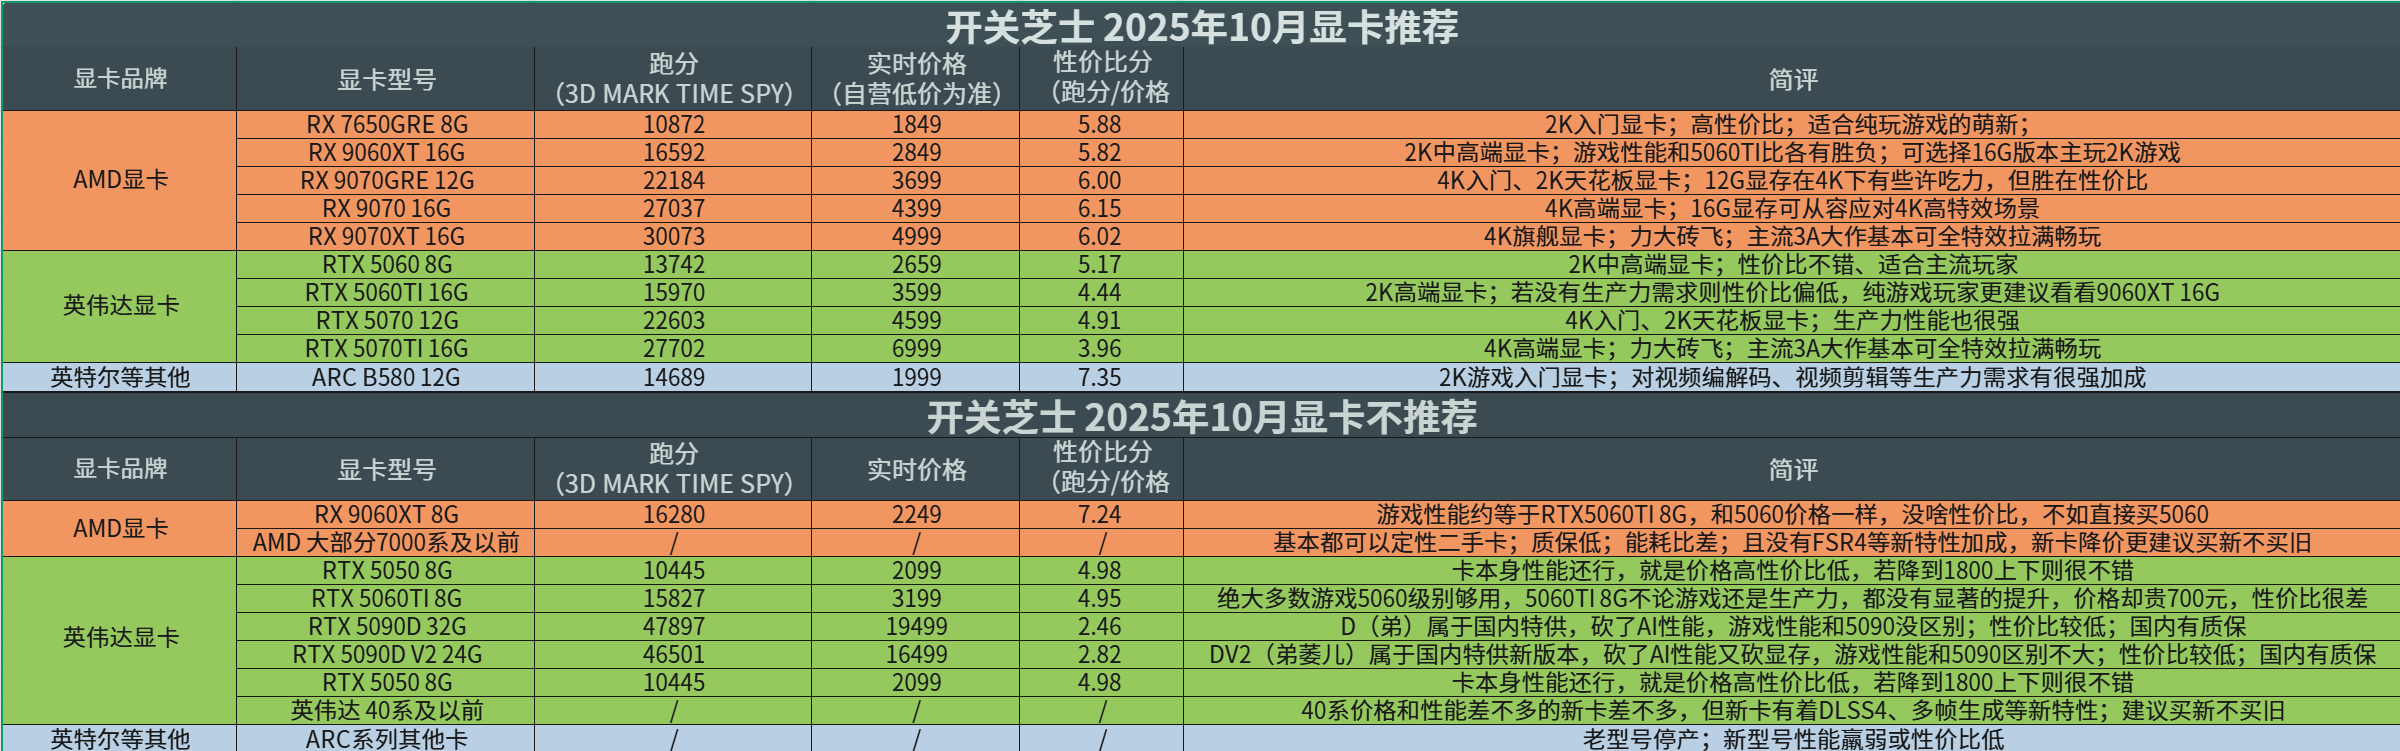 开关芝士 2025年10月显卡推荐
显卡品牌 显卡型号 跑分 (3D MARK TIME SPY) 实时价格 (自营低价为准) 性价比分 (跑分/价格 简评
AMD显卡
RX 7650GRE 8G 10872 1849 5.88 2K入门显卡；高性价比；适合纯玩游戏的萌新；
RX 9060XT 16G 16592 2849 5.82 2K中高端显卡；游戏性能和5060TI比各有胜负；可选择16G版本主玩2K游戏
RX 9070GRE 12G 22184 3699 6.00 4K入门、2K天花板显卡；12G显存在4K下有些许吃力，但胜在性价比
RX 9070 16G 27037 4399 6.15 4K高端显卡；16G显存可从容应对4K高特效场景
RX 9070XT 16G 30073 4999 6.02 4K旗舰显卡；力大砖飞；主流3A大作基本可全特效拉满畅玩
英伟达显卡
RTX 5060 8G 13742 2659 5.17 2K中高端显卡；性价比不错、适合主流玩家
RTX 5060TI 16G 15970 3599 4.44 2K高端显卡；若没有生产力需求则性价比偏低，纯游戏玩家更建议看看9060XT 16G
RTX 5070 12G 22603 4599 4.91 4K入门、2K天花板显卡；生产力性能也很强
RTX 5070TI 16G 27702 6999 3.96 4K高端显卡；力大砖飞；主流3A大作基本可全特效拉满畅玩
英特尔等其他 ARC B580 12G 14689 1999 7.35 2K游戏入门显卡；对视频编解码、视频剪辑等生产力需求有很强加成
开关芝士 2025年10月显卡不推荐
显卡品牌 显卡型号 跑分 (3D MARK TIME SPY) 实时价格 性价比分 (跑分/价格 简评
AMD显卡
RX 9060XT 8G 16280 2249 7.24 游戏性能约等于RTX5060TI 8G，和5060价格一样，没啥性价比，不如直接买5060
AMD 大部分7000系及以前 / / / 基本都可以定性二手卡；质保低；能耗比差；且没有FSR4等新特性加成，新卡降价更建议买新不买旧
英伟达显卡
RTX 5050 8G 10445 2099 4.98 卡本身性能还行，就是价格高性价比低，若降到1800上下则很不错
RTX 5060TI 8G 15827 3199 4.95 绝大多数游戏5060级别够用，5060TI 8G不论游戏还是生产力，都没有显著的提升，价格却贵700元，性价比很差
RTX 5090D 32G 47897 19499 2.46 D（弟）属于国内特供，砍了AI性能，游戏性能和5090没区别；性价比较低；国内有质保
RTX 5090D V2 24G 46501 16499 2.82 DV2（弟萎儿）属于国内特供新版本，砍了AI性能又砍显存，游戏性能和5090区别不大；性价比较低；国内有质保
RTX 5050 8G 10445 2099 4.98 卡本身性能还行，就是价格高性价比低，若降到1800上下则很不错
英伟达 40系及以前 / / / 40系价格和性能差不多的新卡差不多，但新卡有着DLSS4、多帧生成等新特性；建议买新不买旧
英特尔等其他 ARC系列其他卡 / / / 老型号停产；新型号性能羸弱或性价比低